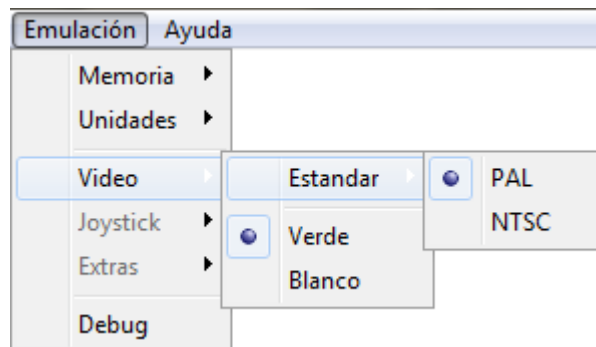 Emulación Ayuda
Memoria
Unidades
Video
Estandar
PAL
NTSC
Joystick
Verde
Extras
Blanco
Debug